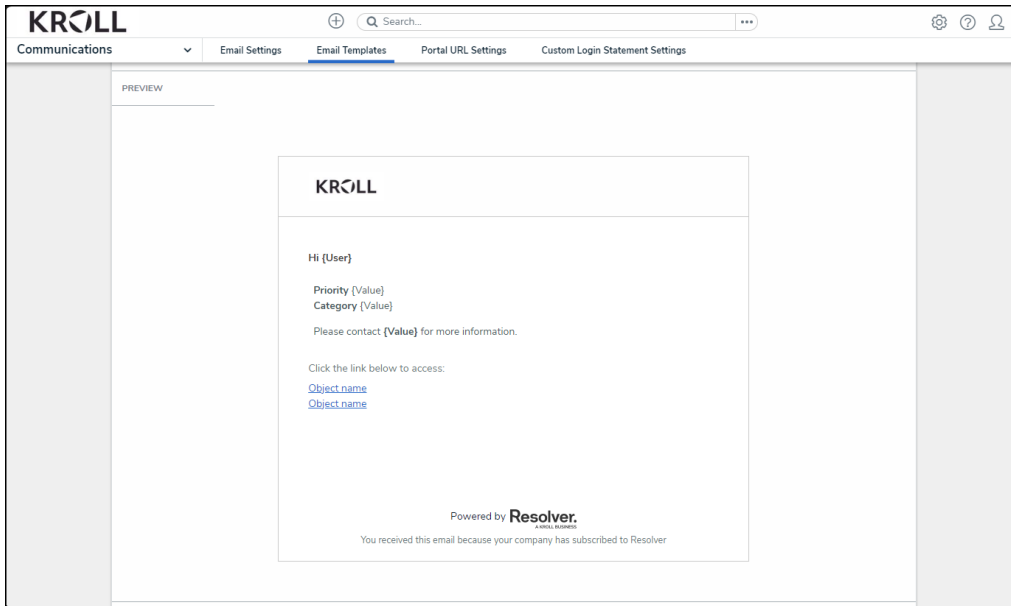 KROLL
Search...
Communications
Email Settings
Email Templates
Portal URL Settings
Custom Login Statement Settings
PREVIEW
KROLL
Hi {User}
Priority {Value}
Category {Value}
Please contact {Value} for more information.
Click the link below to access:
Object name
Object name
Powered by Resolver.
A KROLL BUSINESS
You received this email because your company has subscribed to Resolver